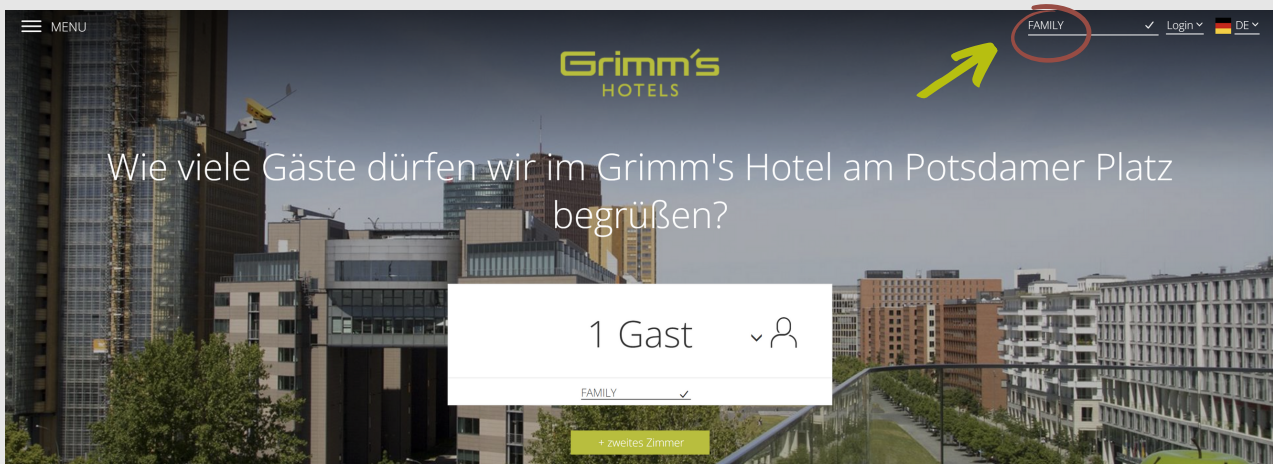 MENU
FAMILY
Login
DE
Grimm's
HOTELS
Wie viele Gäste dürfen wir im Grimm's Hotel am Potsdamer Platz
begrüßen?
1 Gast
FAMILY
+ zweites Zimmer